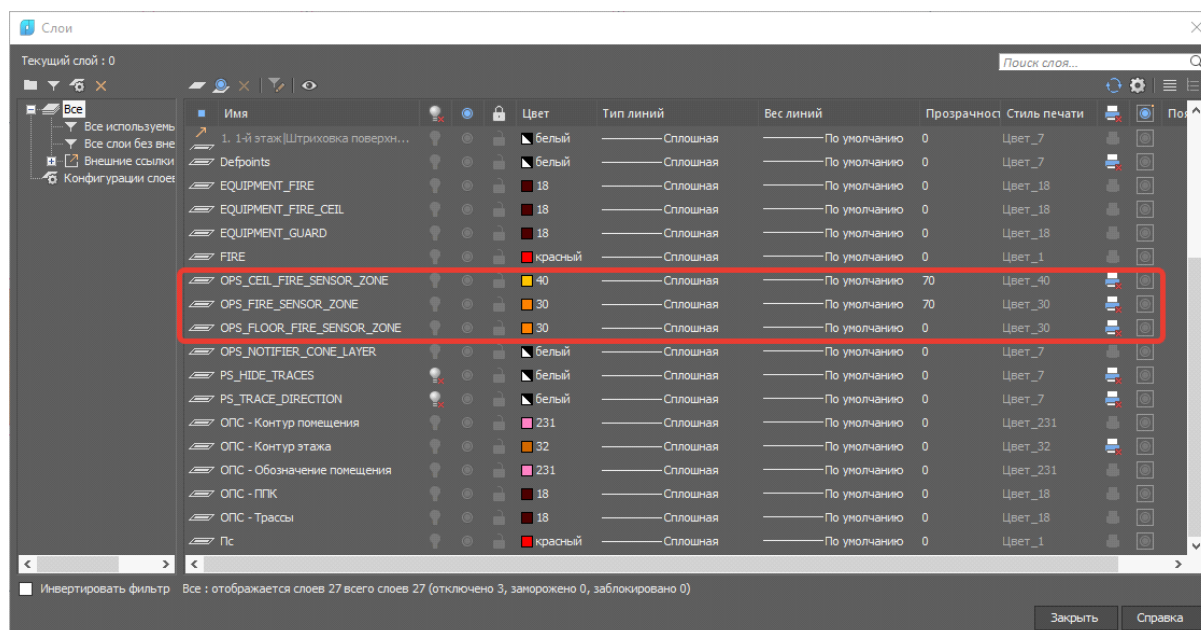 Слои
Текущий слой : 0
Поиск слоя...
Все
Все используемь
Все слои без вне
Внешние ссылки
Конфигурации слоев
Имя Цвет Тип линий Вес линий Прозрачност Стиль печати Поя
1. 1-й этаж|Штриховка поверхн... белый Сплошная По умолчанию 0 Цвет_7
Defpoints белый Сплошная По умолчанию 0 Цвет_7
EQUIPMENT_FIRE 18 Сплошная По умолчанию 0 Цвет_18
EQUIPMENT_FIRE_CEIL 18 Сплошная По умолчанию 0 Цвет_18
EQUIPMENT_GUARD 18 Сплошная По умолчанию 0 Цвет_18
FIRE красный Сплошная По умолчанию 0 Цвет_1
OPS_CEIL_FIRE_SENSOR_ZONE 40 Сплошная По умолчанию 70 Цвет_40
OPS_FIRE_SENSOR_ZONE 30 Сплошная По умолчанию 70 Цвет_30
OPS_FLOOR_FIRE_SENSOR_ZONE 30 Сплошная По умолчанию 0 Цвет_30
OPS_NOTIFIER_CONE_LAYER белый Сплошная По умолчанию 0 Цвет_7
PS_HIDE_TRACES белый Сплошная По умолчанию 0 Цвет_7
PS_TRACE_DIRECTION белый Сплошная По умолчанию 0 Цвет_7
ОПС - Контур помещения 231 Сплошная По умолчанию 0 Цвет_231
ОПС - Контур этажа 32 Сплошная По умолчанию 0 Цвет_32
ОПС - Обозначение помещения 231 Сплошная По умолчанию 0 Цвет_231
ОПС - ППК 18 Сплошная По умолчанию 0 Цвет_18
ОПС - Трассы 18 Сплошная По умолчанию 0 Цвет_18
Пс красный Сплошная По умолчанию 0 Цвет_1
Инвертировать фильтр Все : отображается слоев 27 всего слоев 27 (отключено 3, заморожено 0, заблокировано 0)
Закрыть Справка